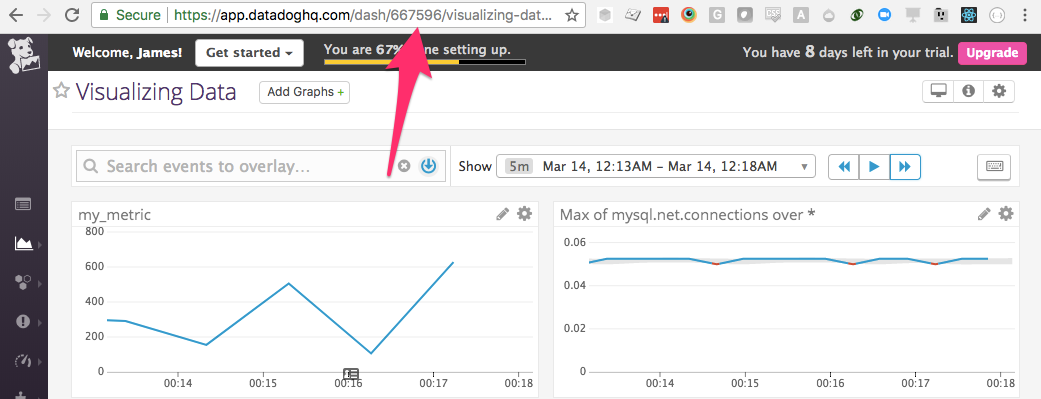 Secure https://app.datadoghq.com/dash/667596/visualizing-dat...
Welcome, James! Get started You are 67% ne setting up. You have 8 days left in your trial. Upgrade
Visualizing Data Add Graphs +
Search events to overlay... Show 5m Mar 14, 12:13AM – Mar 14, 12:18AM
my_metric
800
600
400
200
0
00:14 00:15 00:16 00:17 00:18
Max of mysql.net.connections over *
0.06
0.04
0.02
0
00:14 00:15 00:16 00:17 00:18